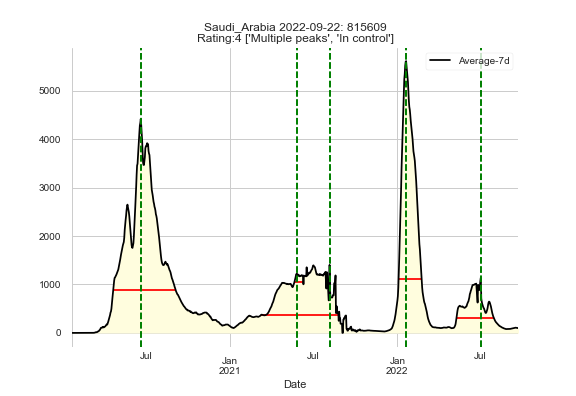 Saudi_Arabia 2022-09-22: 815609
Rating:4 ['Multiple peaks', 'In control']
Average-7d
5000
4000
3000
2000
1000
0
Jul
Jan
2021
Jul
Jan
2022
Jul
Date